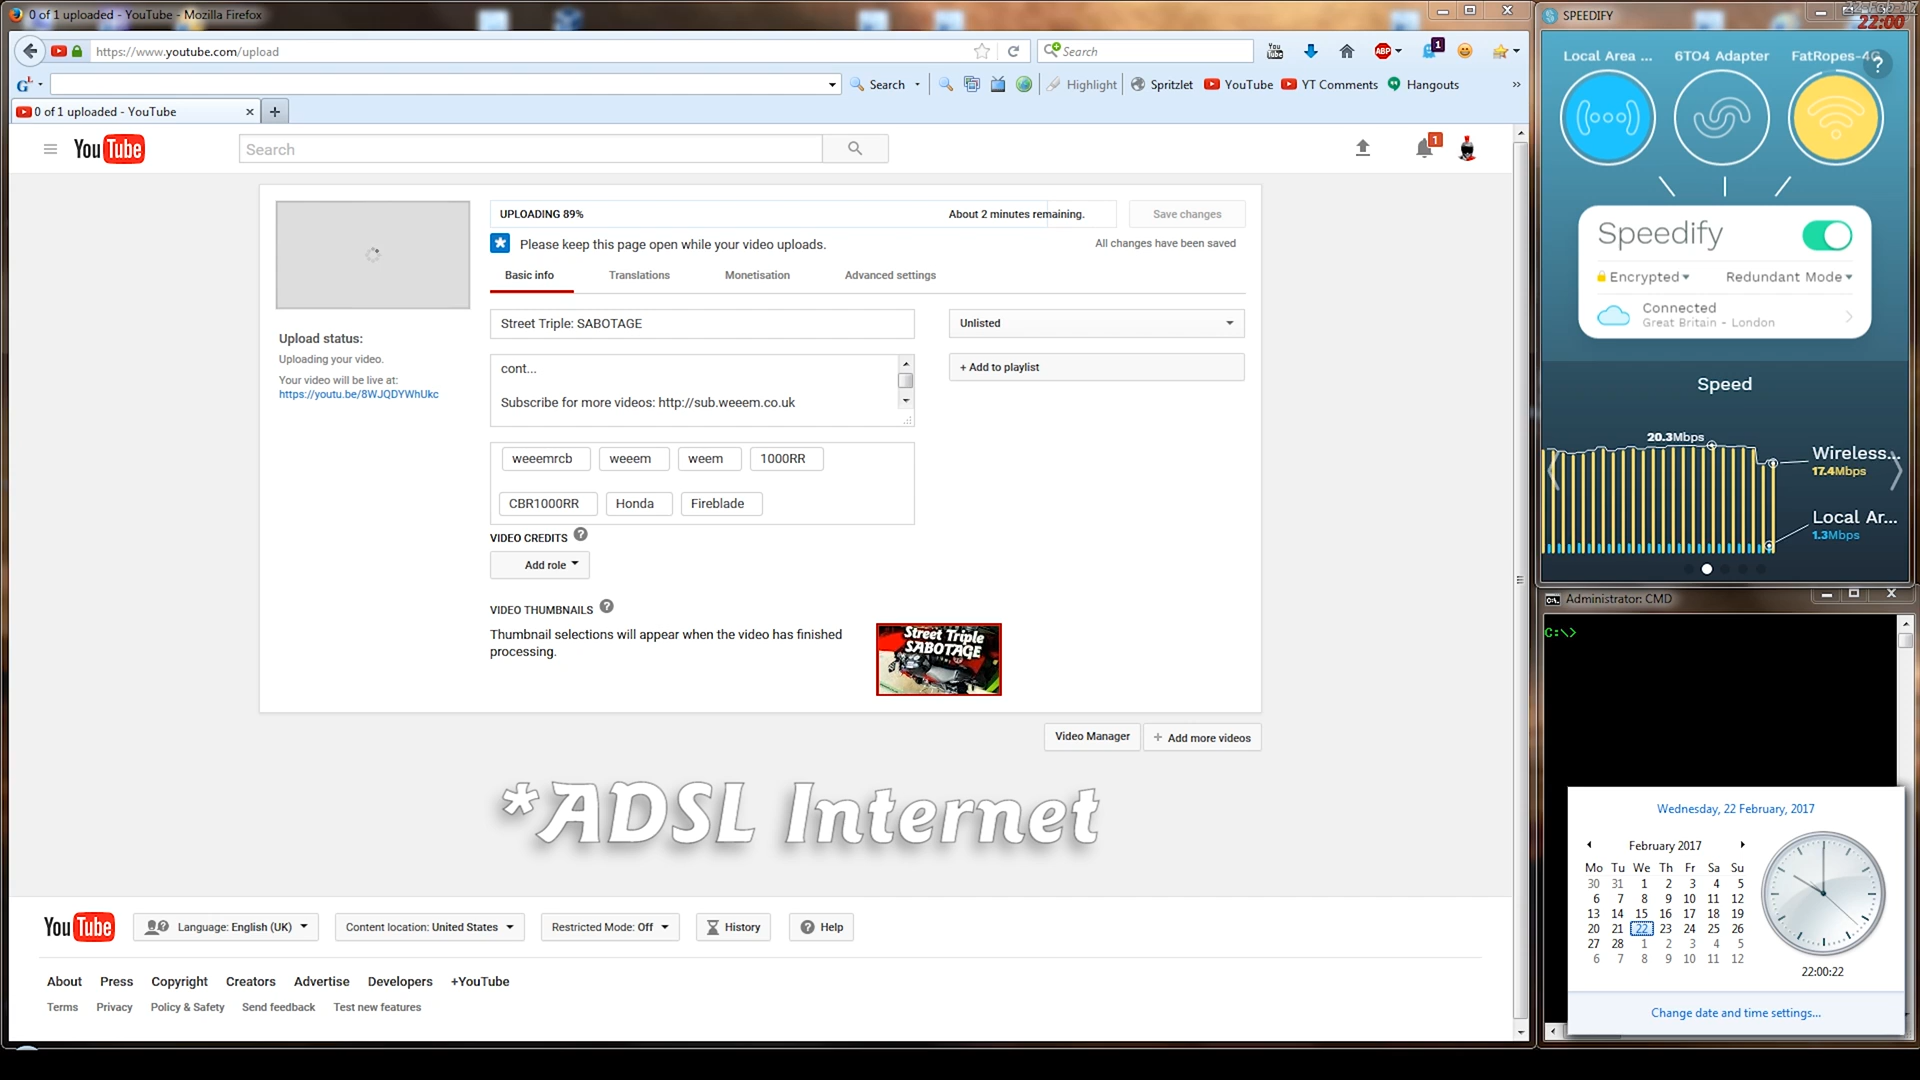 0 of 1 uploaded - YouTube - Mozilla Firefox
https://www.youtube.com/upload
Search
ABP
1
Search
Highlight
Spritzlet
YouTube
YT Comments
Hangouts
0 of 1 uploaded - YouTube
YouTube
Search
1
UPLOADING 89%
About 2 minutes remaining.
Save changes
Please keep this page open while your video uploads.
All changes have been saved
Basic info
Translations
Monetisation
Advanced settings
Upload status:
Uploading your video.
Your video will be live at:
https://youtu.be/8WJQDYWhUkc
Street Triple: SABOTAGE
Unlisted
cont...
Subscribe for more videos: http://sub.weeem.co.uk
+ Add to playlist
weeemrcb weeem weem 1000RR
CBR1000RR Honda Fireblade
VIDEO CREDITS ?
Add role
VIDEO THUMBNAILS ?
Thumbnail selections will appear when the video has finished
processing.
Street Triple
SABOTAGE
Video Manager
+ Add more videos
*ADSL Internet
YouTube
Language: English (UK)
Content location: United States
Restricted Mode: Off
History
Help
About Press Copyright Creators Advertise Developers +YouTube
Terms Privacy Policy & Safety Send feedback Test new features
SPEEDIFY
22-Feb-17
22:00
Local Area ...
6TO4 Adapter
FatRopes-4G
?
Speedify
Encrypted
Redundant Mode
Connected
Great Britain - London
Speed
20.3Mbps
Wireless...
17.4Mbps
Local Ar...
1.3Mbps
Administrator: CMD
C:\>
Wednesday, 22 February, 2017
February 2017
Mo Tu We Th Fr Sa Su
30 31 1 2 3 4 5
6 7 8 9 10 11 12
13 14 15 16 17 18 19
20 21 22 23 24 25 26
27 28 1 2 3 4 5
6 7 8 9 10 11 12
22:00:22
Change date and time settings...